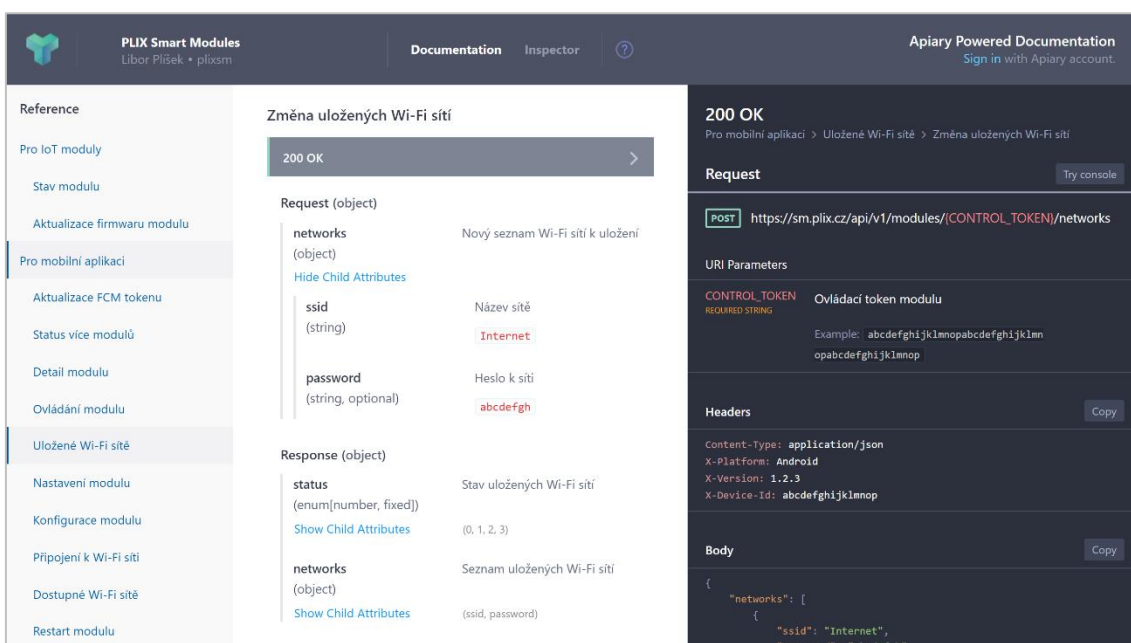 PLIX Smart Modules
Libor Plíšek • plixsm
Documentation
Inspector
?
Apiary Powered Documentation
Sign in with Apiary account.
Reference
Pro IoT moduly
Stav modulu
Aktualizace firmwaru modulu
Pro mobilní aplikaci
Aktualizace FCM tokenu
Status více modulů
Detail modulu
Ovládání modulu
Uložené Wi-Fi sítě
Nastavení modulu
Konfigurace modulu
Připojení k Wi-Fi síti
Dostupné Wi-Fi sítě
Restart modulu
Změna uložených Wi-Fi sítí
200 OK
Request (object)
networks Nový seznam Wi-Fi sítí k uložení
(object)
Hide Child Attributes
ssid Název sítě
(string) Internet
password Heslo k síti
(string, optional) abcdefgh
Response (object)
status Stav uložených Wi-Fi sítí
(enum[number, fixed])
Show Child Attributes (0, 1, 2, 3)
networks Seznam uložených Wi-Fi sítí
(object)
Show Child Attributes (ssid, password)
200 OK
Pro mobilní aplikaci > Uložené Wi-Fi sítě > Změna uložených Wi-Fi sítí
Request Try console
POST https://sm.plix.cz/api/v1/modules/{CONTROL_TOKEN}/networks
URI Parameters
CONTROL_TOKEN Ovládací token modulu
REQUIRED STRING
Example: abcdefghijklmnopabcdefghijklmn
opabcdefghijklmnop
Headers Copy
Content-Type: application/json
X-Platform: Android
X-Version: 1.2.3
X-Device-Id: abcdefghijklmnop
Body Copy
{
"networks": [
{
"ssid": "Internet",